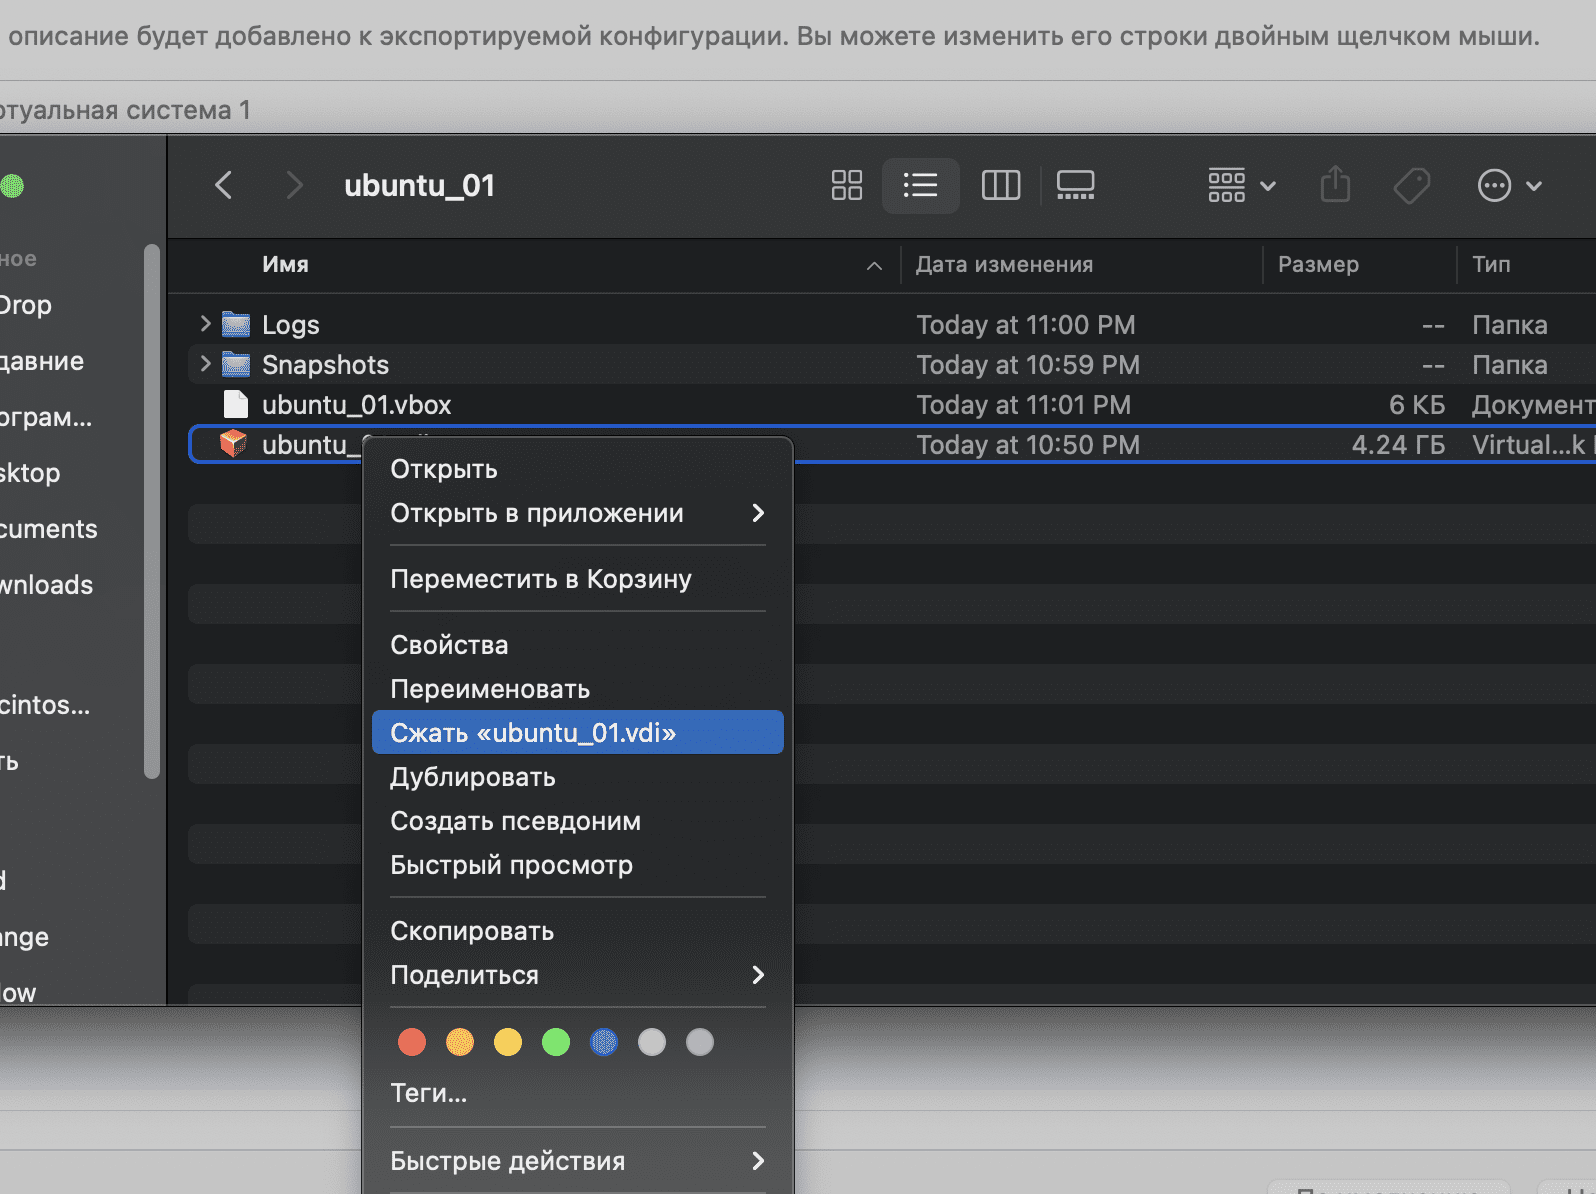 описание будет добавлено к экспортируемой конфигурации. Вы можете изменить его строки двойным щелчком мыши.
ртуальная система 1
ubuntu_01
ное
Drop
давние
ограм...
sktop
cuments
wnloads
cintos...
ть
d
ange
low
Имя Дата изменения Размер Тип
Logs Today at 11:00 PM -- Папка
Snapshots Today at 10:59 PM -- Папка
ubuntu_01.vbox Today at 11:01 PM 6 КБ Документ
ubuntu_ Today at 10:50 PM 4.24 ГБ Virtual...k
Открыть
Открыть в приложении
Переместить в Корзину
Свойства
Переименовать
Сжать «ubuntu_01.vdi»
Дублировать
Создать псевдоним
Быстрый просмотр
Скопировать
Поделиться
Теги...
Быстрые действия